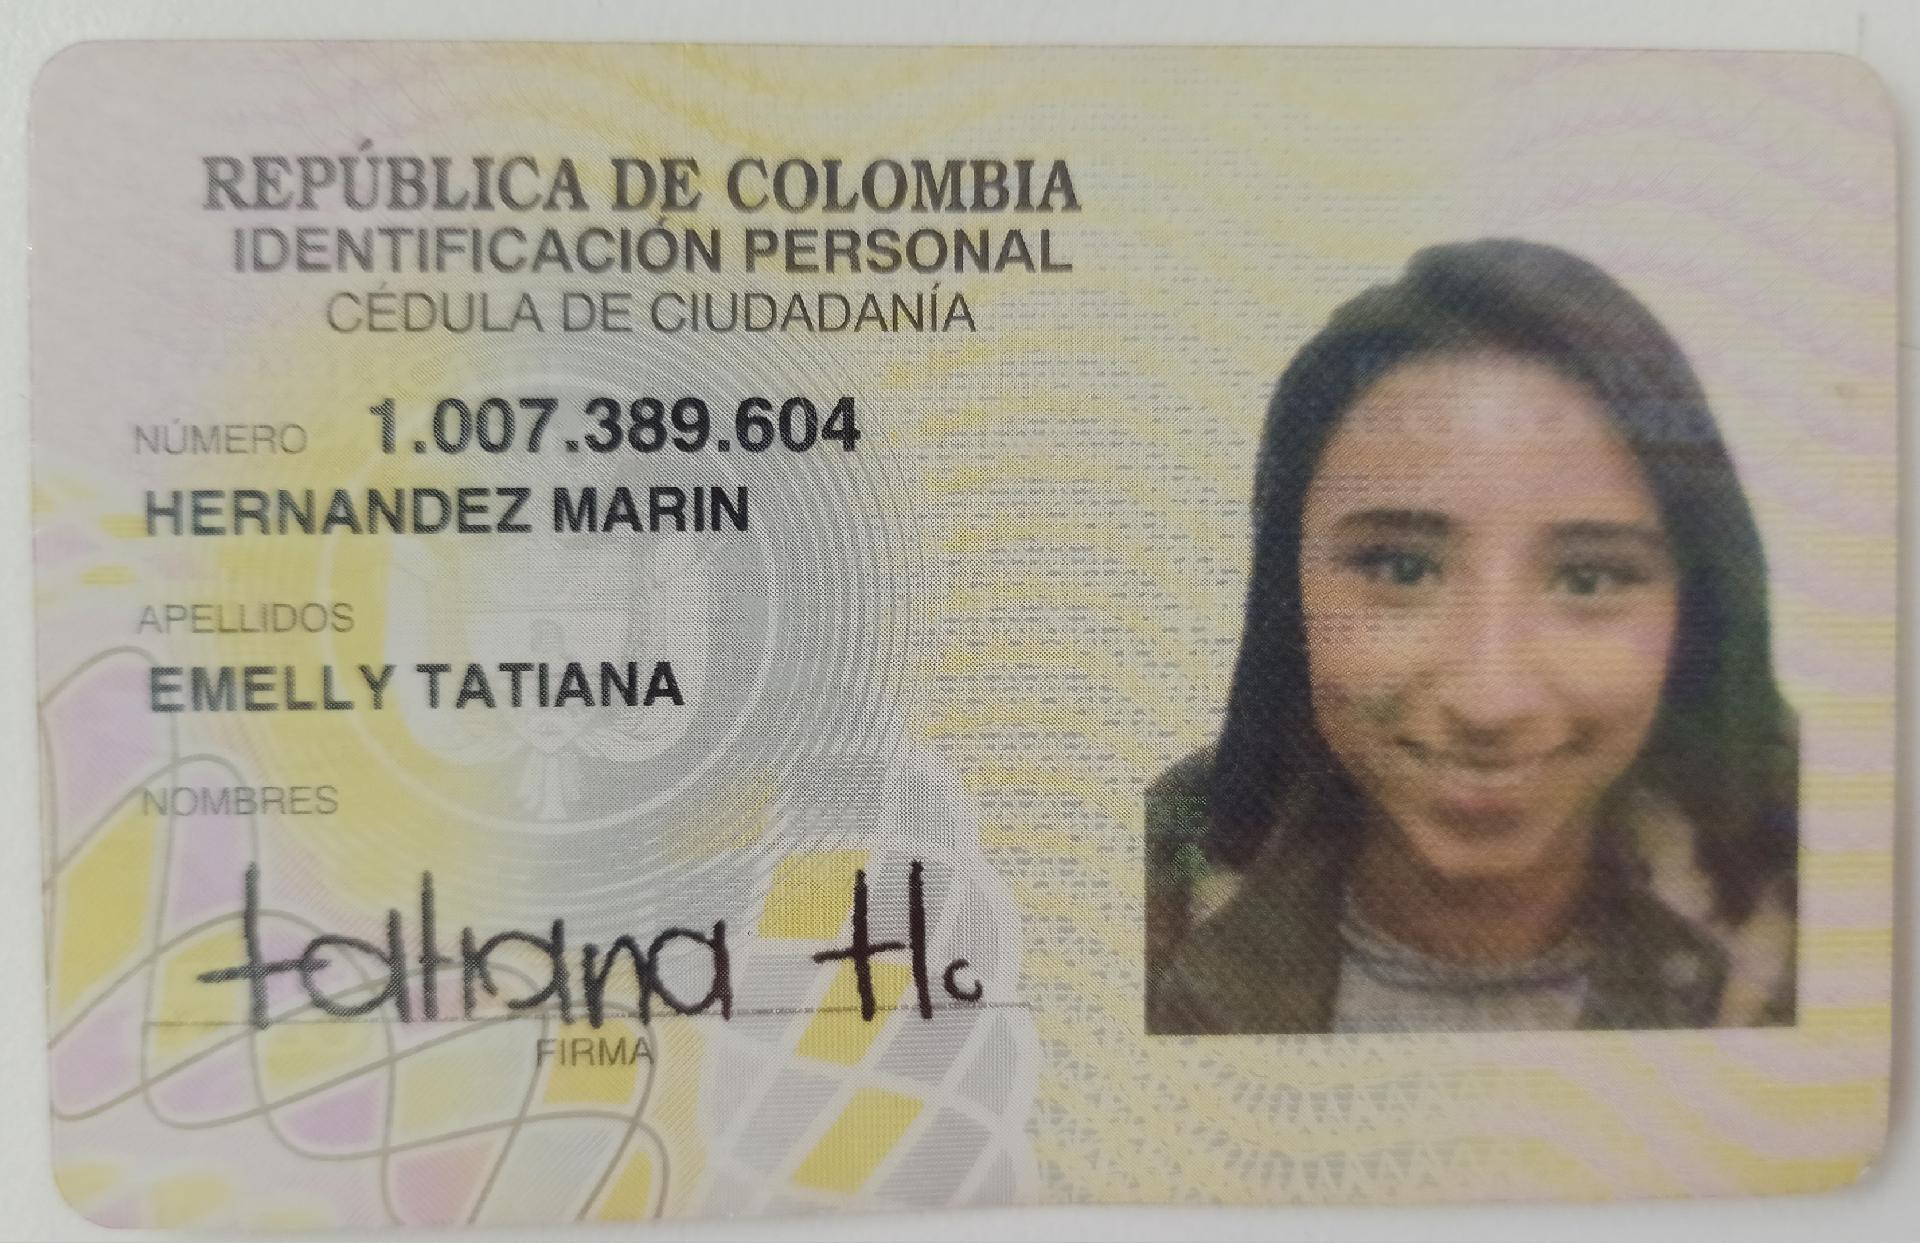 REPÚBLICA DE COLOMBIA
IDENTIFICACIÓN PERSONAL
CÉDULA DE CIUDADANÍA
NÚMERO 1.007.389.604
HERNANDEZ MARIN
APELLIDOS
EMELLY TATIANA
NOMBRES
tatiana H
FIRMA